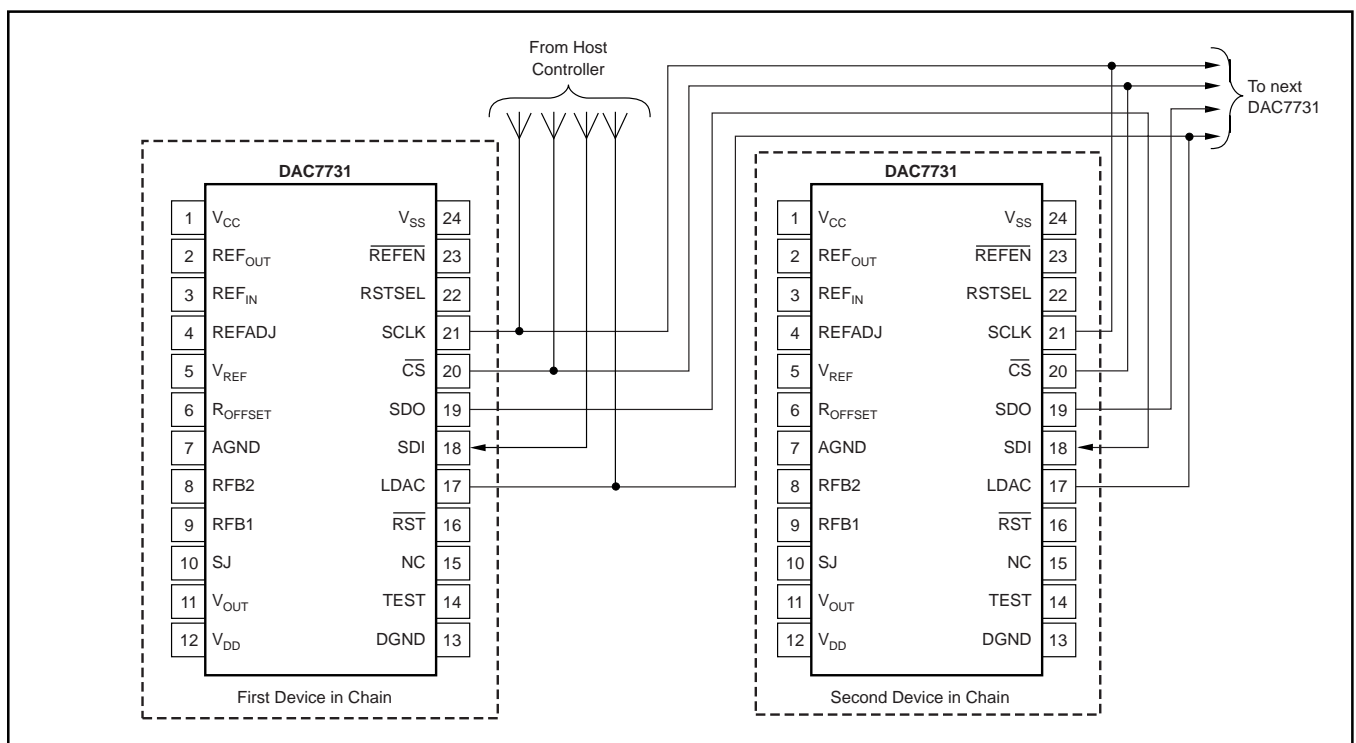 From Host
Controller
To next
DAC7731
DAC7731
1 VCC VSS 24
2 REFOUT REFEN 23
3 REFIN RSTSEL 22
4 REFADJ SCLK 21
5 VREF CS 20
6 ROFFSET SDO 19
7 AGND SDI 18
8 RFB2 LDAC 17
9 RFB1 RST 16
10 SJ NC 15
11 VOUT TEST 14
12 VDD DGND 13
First Device in Chain
DAC7731
1 VCC VSS 24
2 REFOUT REFEN 23
3 REFIN RSTSEL 22
4 REFADJ SCLK 21
5 VREF CS 20
6 ROFFSET SDO 19
7 AGND SDI 18
8 RFB2 LDAC 17
9 RFB1 RST 16
10 SJ NC 15
11 VOUT TEST 14
12 VDD DGND 13
Second Device in Chain